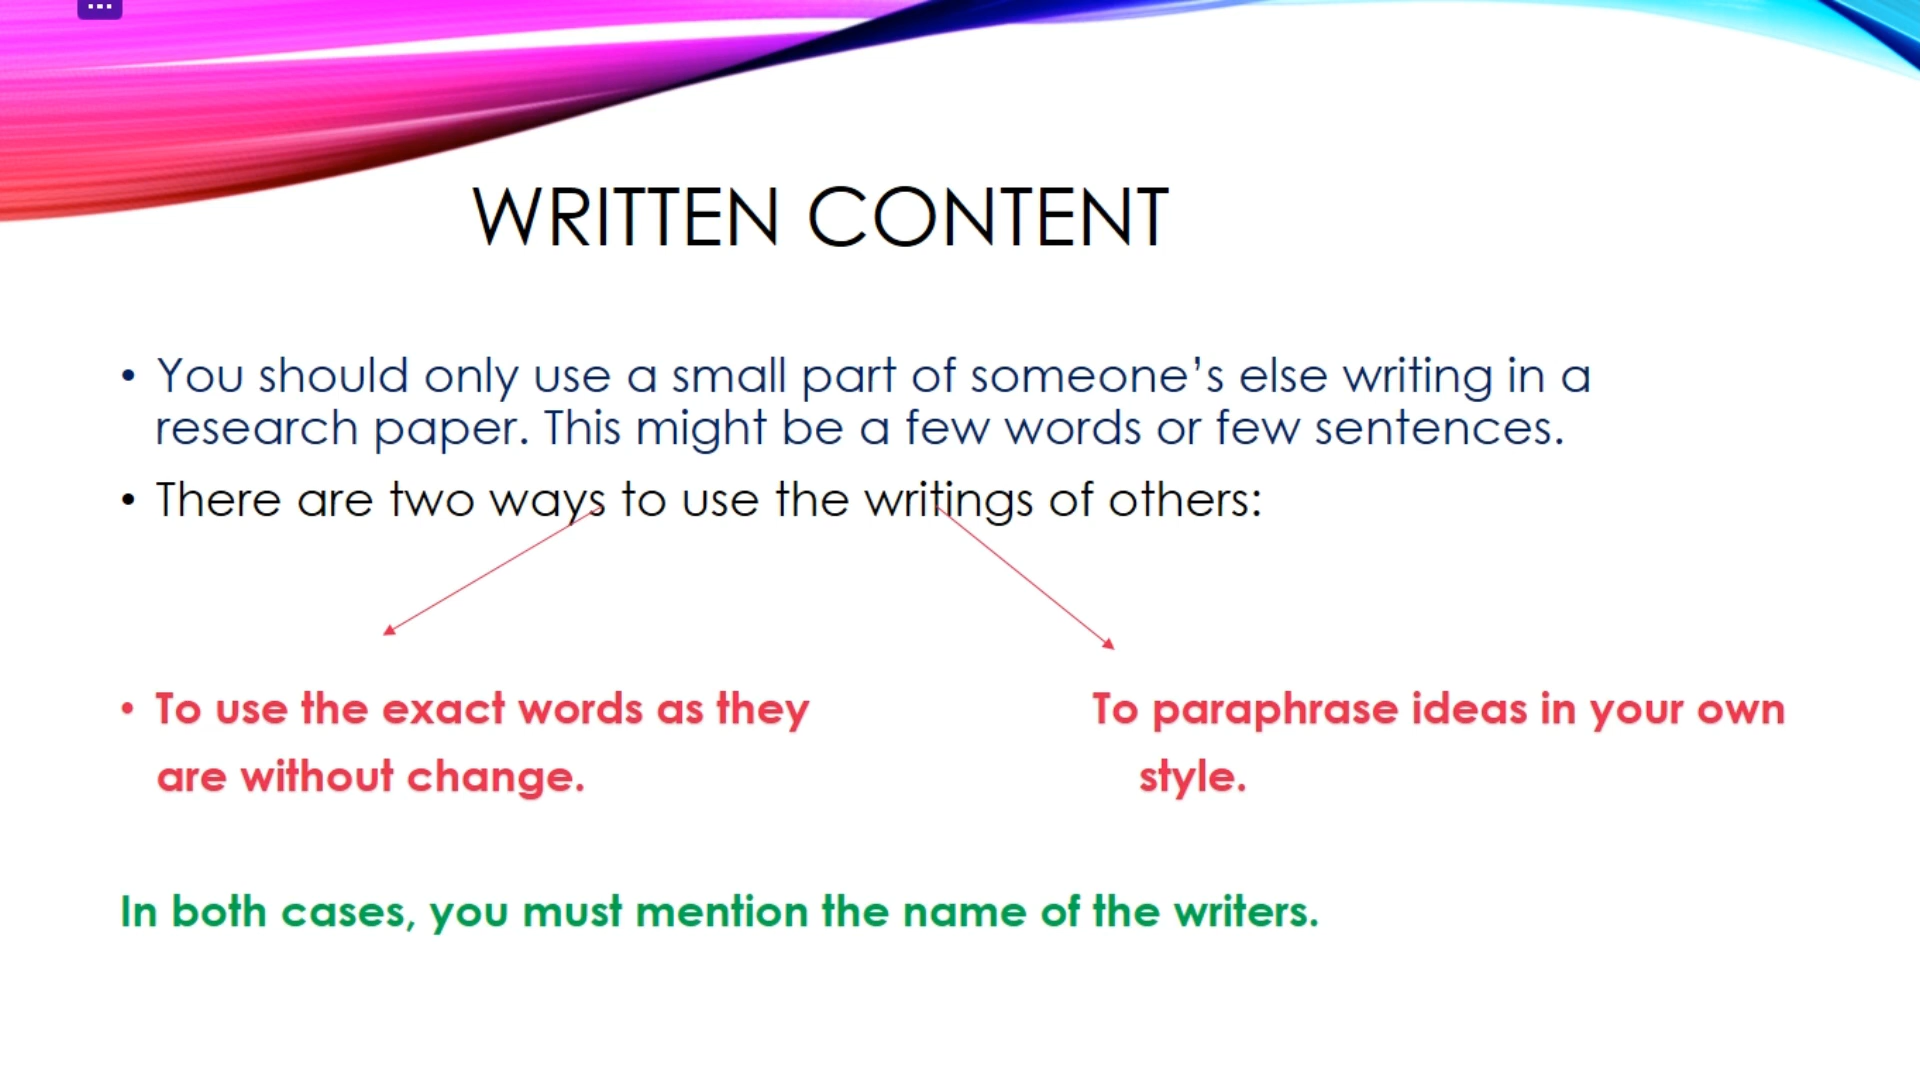 WRITTEN CONTENT
• You should only use a small part of someone’s else writing in a
research paper. This might be a few words or few sentences.
• There are two ways to use the writings of others:
• To use the exact words as they To paraphrase ideas in your own
are without change. style.
In both cases, you must mention the name of the writers.